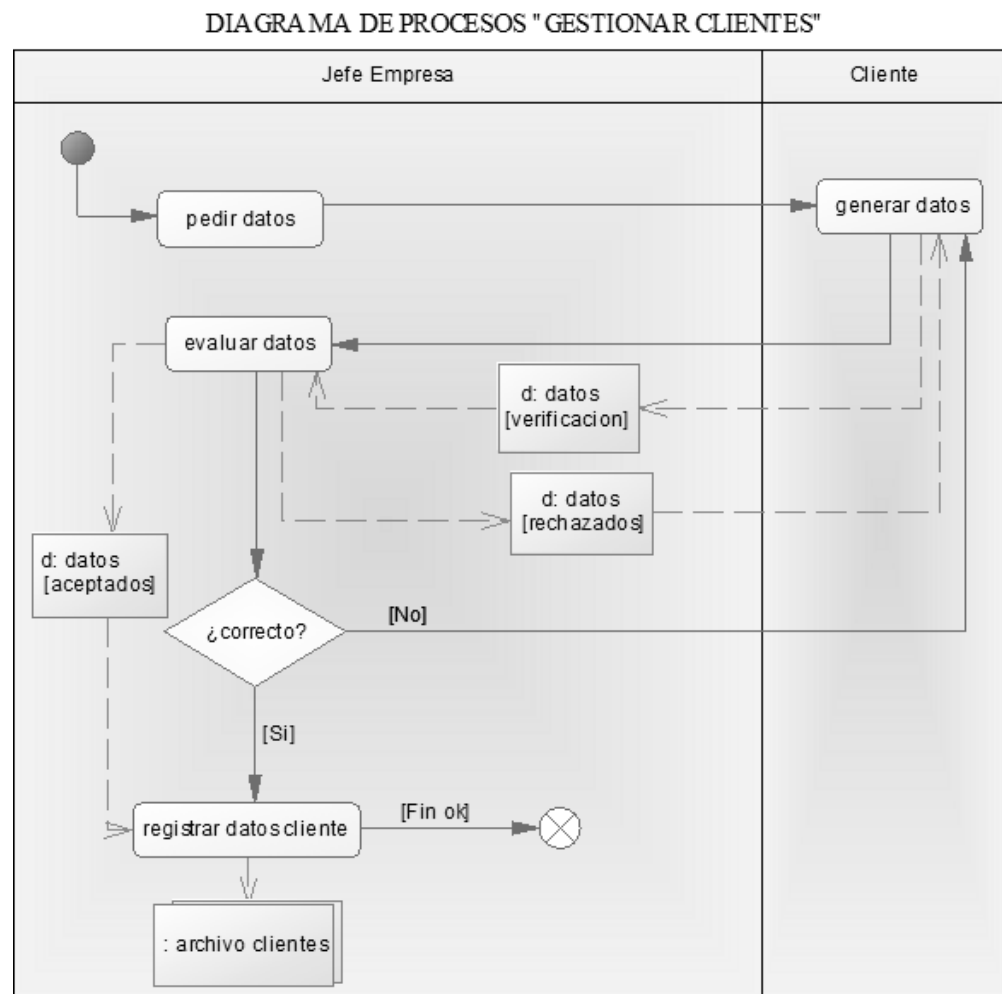 DIAGRAMA DE PROCESOS "GESTIONAR CLIENTES"
Jefe Empresa
Cliente
pedir datos
generar datos
evaluar datos
d: datos
[verificacion]
d: datos
[rechazados]
d: datos
[aceptados]
¿correcto?
[No]
[Si]
registrar datos cliente
[Fin ok]
: archivo clientes